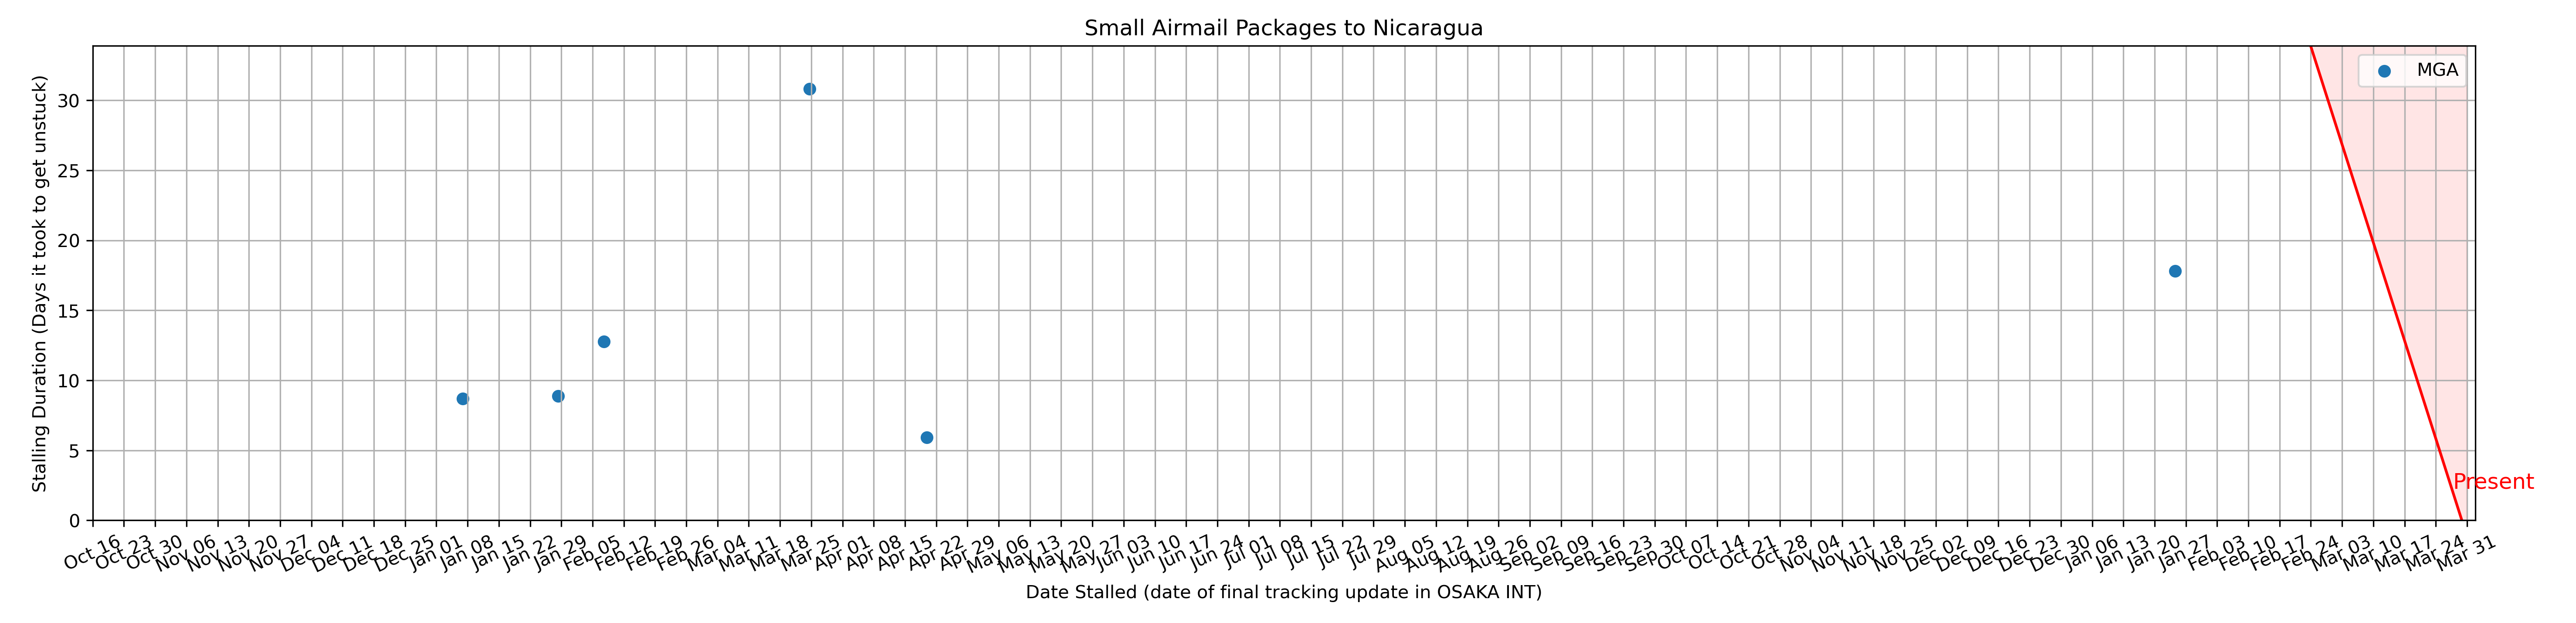 Small Airmail Packages to Nicaragua
MGA
Stalling Duration (Days it took to get unstuck)
30
25
20
15
10
5
0
Present
Oct 16 Oct 23 Oct 30 Nov 06 Nov 13 Nov 20 Nov 27 Dec 04 Dec 11 Dec 18 Dec 25 Jan 01 Jan 08 Jan 15 Jan 22 Jan 29 Feb 05 Feb 12 Feb 19 Feb 26 Mar 04 Mar 11 Mar 18 Mar 25 Apr 01 Apr 08 Apr 15 Apr 22 Apr 29 May 06 May 13 May 20 May 27 Jun 03 Jun 10 Jun 17 Jun 24 Jul 01 Jul 08 Jul 15 Jul 22 Jul 29 Aug 05 Aug 12 Aug 19 Aug 26 Sep 02 Sep 09 Sep 16 Sep 23 Sep 30 Oct 07 Oct 14 Oct 21 Oct 28 Nov 04 Nov 11 Nov 18 Nov 25 Dec 02 Dec 09 Dec 16 Dec 23 Dec 30 Jan 06 Jan 13 Jan 20 Jan 27 Feb 03 Feb 10 Feb 17 Feb 24 Mar 03 Mar 10 Mar 17 Mar 24 Mar 31
Date Stalled (date of final tracking update in OSAKA INT)